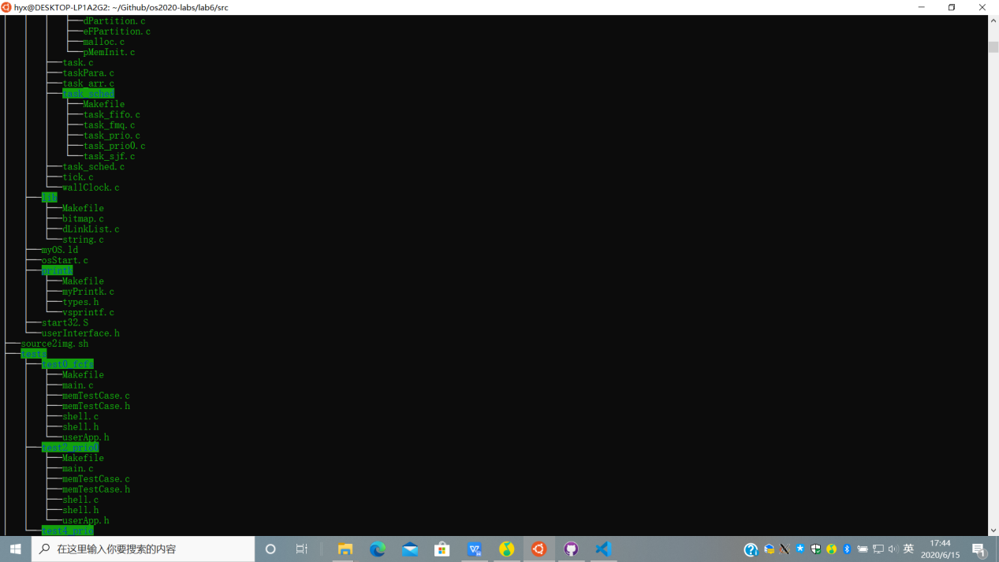 hyx@DESKTOP-LP1A2G2: ~/Github/os2020-labs/lab6/src
dPartition.c
eFPartition.c
malloc.c
pMemInit.c
task.c
taskPara.c
task_arr.c
task_sched
Makefile
task_fifo.c
task_fmq.c
task_prio.c
task_prio0.c
task_sjf.c
task_sched.c
tick.c
wallClock.c
lib
Makefile
bitmap.c
dLinkList.c
string.c
myOS.ld
osStart.c
printk
Makefile
myPrintk.c
types.h
vsprintf.c
start32.S
userInterface.h
source2img.sh
tests
test0_fcfs
Makefile
main.c
memTestCase.c
memTestCase.h
shell.c
shell.h
userApp.h
test2_prio0
Makefile
main.c
memTestCase.c
memTestCase.h
shell.c
shell.h
userApp.h
test4_prio
在这里输入你要搜索的内容
英
17:44
2020/6/15
1